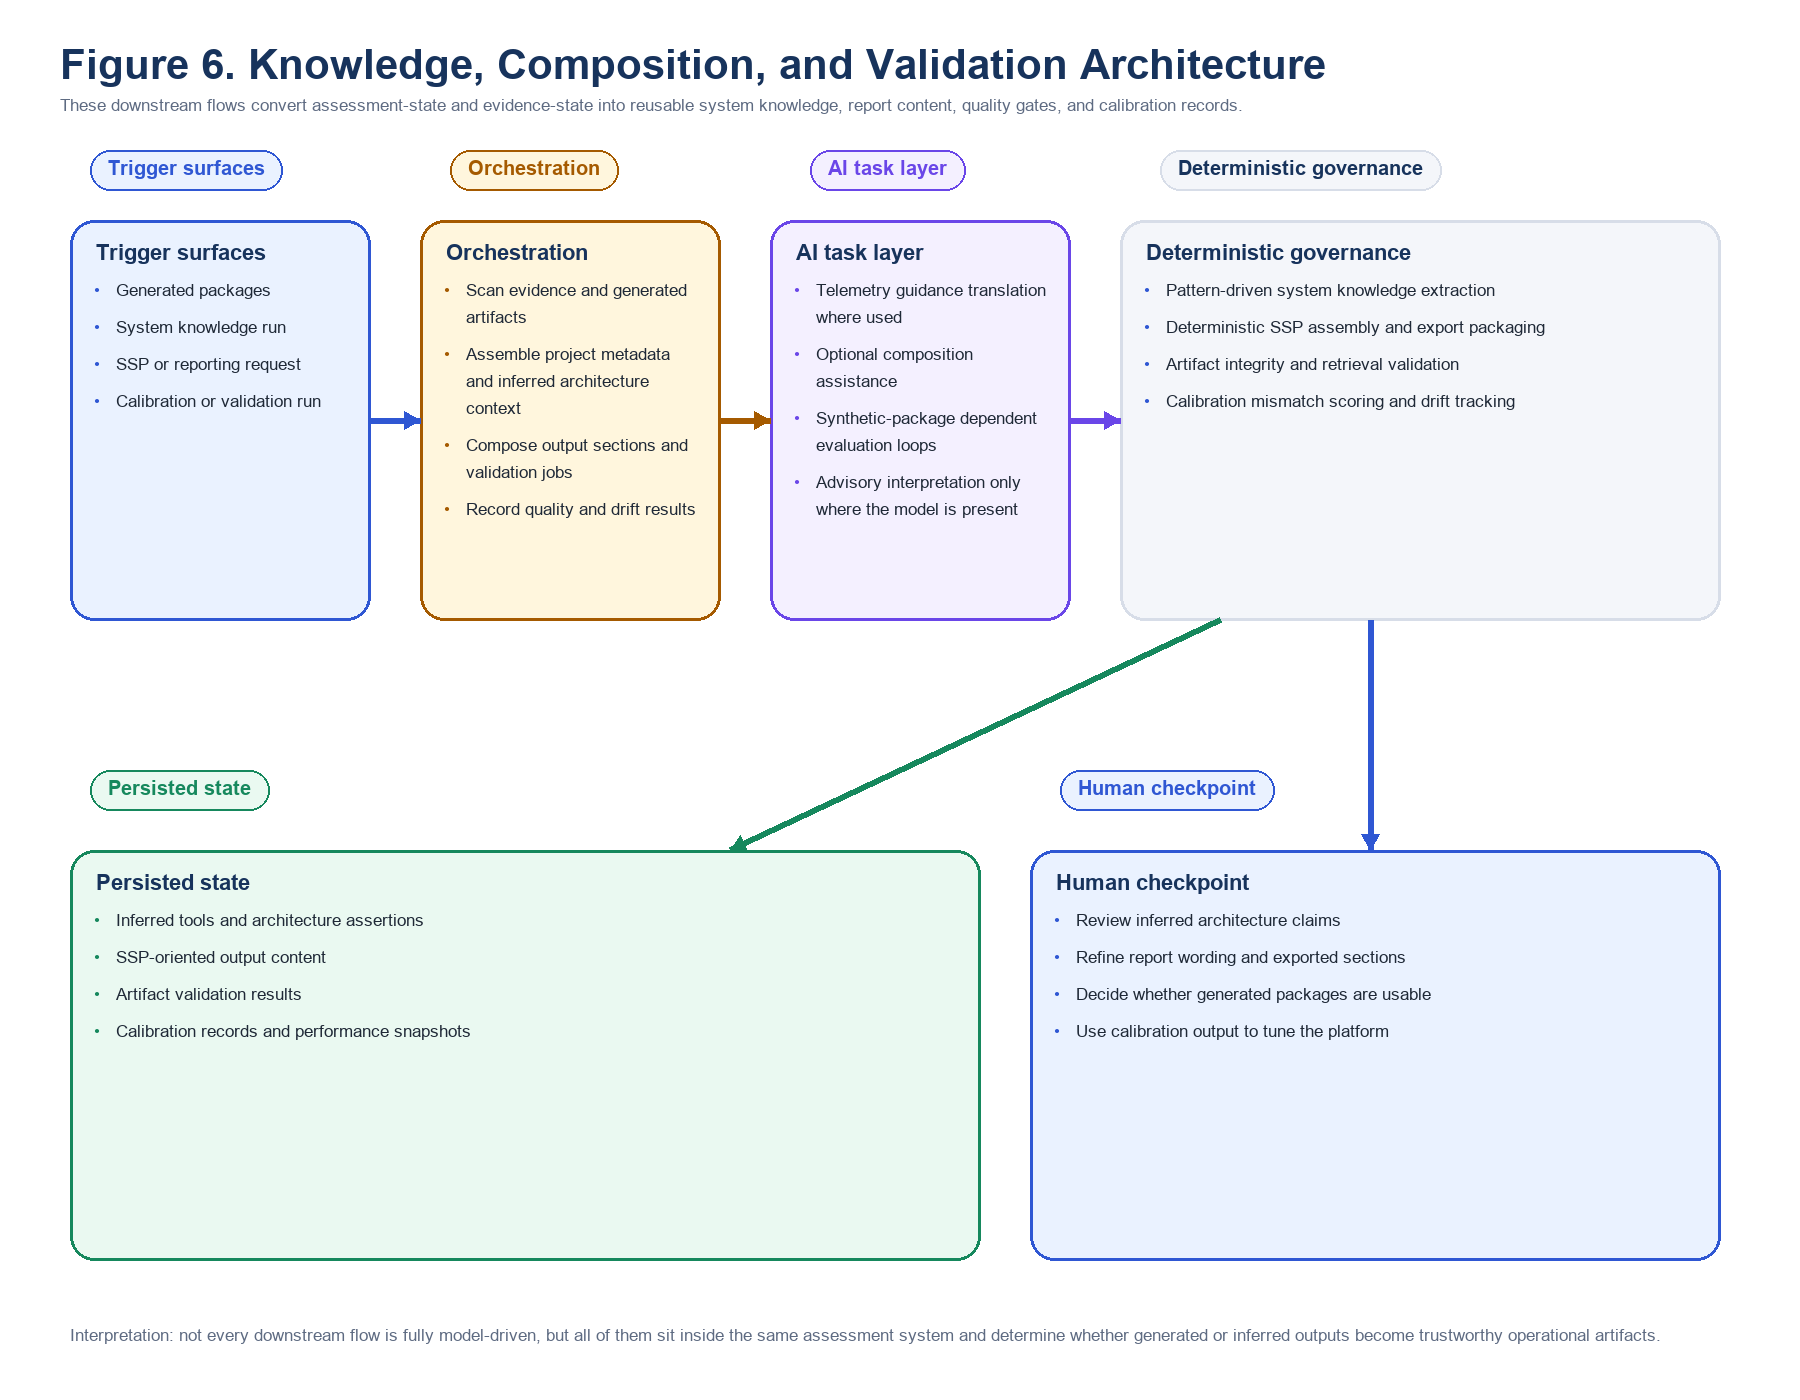 Figure 6. Knowledge, Composition, and Validation Architecture
These downstream flows convert assessment-state and evidence-state into reusable system knowledge, report content, quality gates, and calibration records.
Trigger surfaces
Orchestration
AI task layer
Deterministic governance
Trigger surfaces
• Generated packages
• System knowledge run
• SSP or reporting request
• Calibration or validation run
Orchestration
• Scan evidence and generated
artifacts
• Assemble project metadata
and inferred architecture
context
• Compose output sections and
validation jobs
• Record quality and drift results
AI task layer
• Telemetry guidance translation
where used
• Optional composition
assistance
• Synthetic-package dependent
evaluation loops
• Advisory interpretation only
where the model is present
Deterministic governance
• Pattern-driven system knowledge extraction
• Deterministic SSP assembly and export packaging
• Artifact integrity and retrieval validation
• Calibration mismatch scoring and drift tracking
Persisted state
Human checkpoint
Persisted state
• Inferred tools and architecture assertions
• SSP-oriented output content
• Artifact validation results
• Calibration records and performance snapshots
Human checkpoint
• Review inferred architecture claims
• Refine report wording and exported sections
• Decide whether generated packages are usable
• Use calibration output to tune the platform
Interpretation: not every downstream flow is fully model-driven, but all of them sit inside the same assessment system and determine whether generated or inferred outputs become trustworthy operational artifacts.